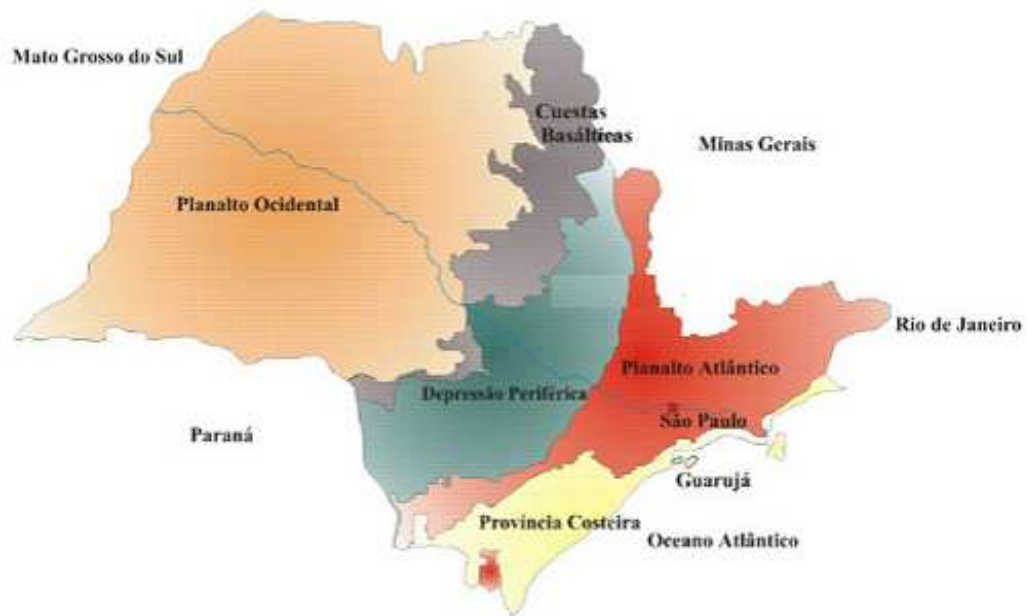 Mato Grosso do Sul
Cuestas
Basálticas
Minas Gerais
Planalto Ocidental
Rio de Janeiro
Planalto Atlântico
Depressão Periférica
São Paulo
Paraná
Guarujá
Província Costeira
Oceano Atlântico